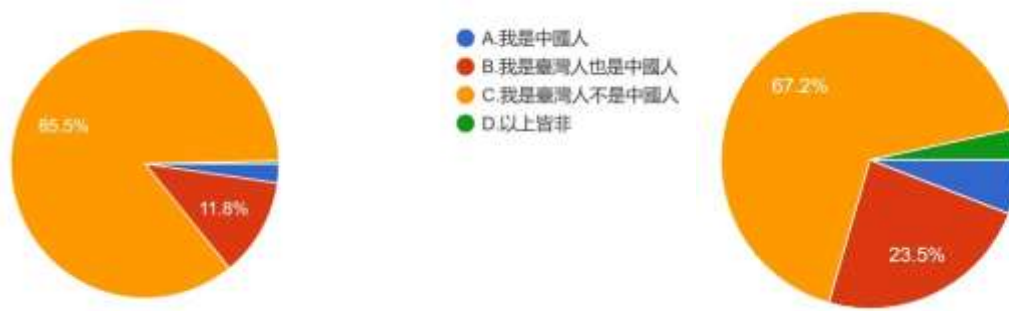 85.5%
11.8%
A.我是中國人
B.我是臺灣人也是中國人
C.我是臺灣人不是中國人
D.以上皆非
67.2%
23.5%